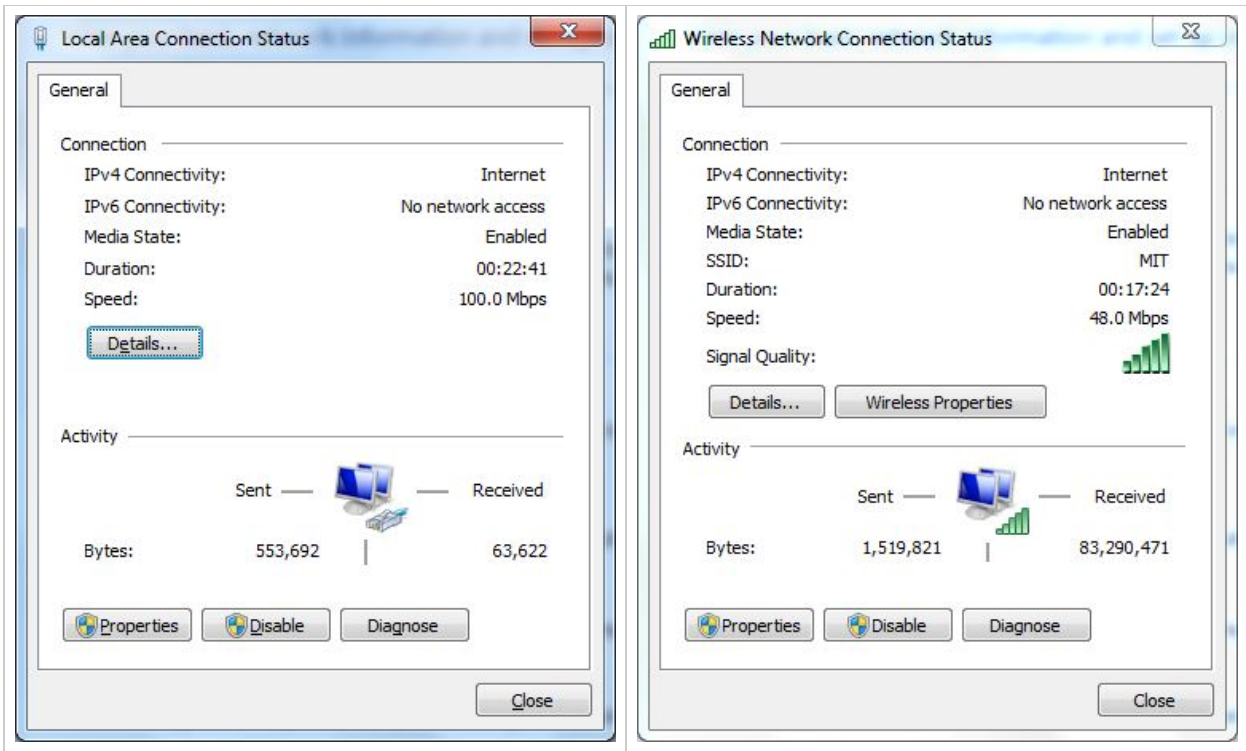 Local Area Connection Status
General
Connection
IPv4 Connectivity: Internet
IPv6 Connectivity: No network access
Media State: Enabled
Duration: 00:22:41
Speed: 100.0 Mbps
Details...
Activity
Sent Received
Bytes: 553,692 63,622
Properties Disable Diagnose
Close
Wireless Network Connection Status
General
Connection
IPv4 Connectivity: Internet
IPv6 Connectivity: No network access
Media State: Enabled
SSID: MIT
Duration: 00:17:24
Speed: 48.0 Mbps
Signal Quality:
Details... Wireless Properties
Activity
Sent Received
Bytes: 1,519,821 83,290,471
Properties Disable Diagnose
Close